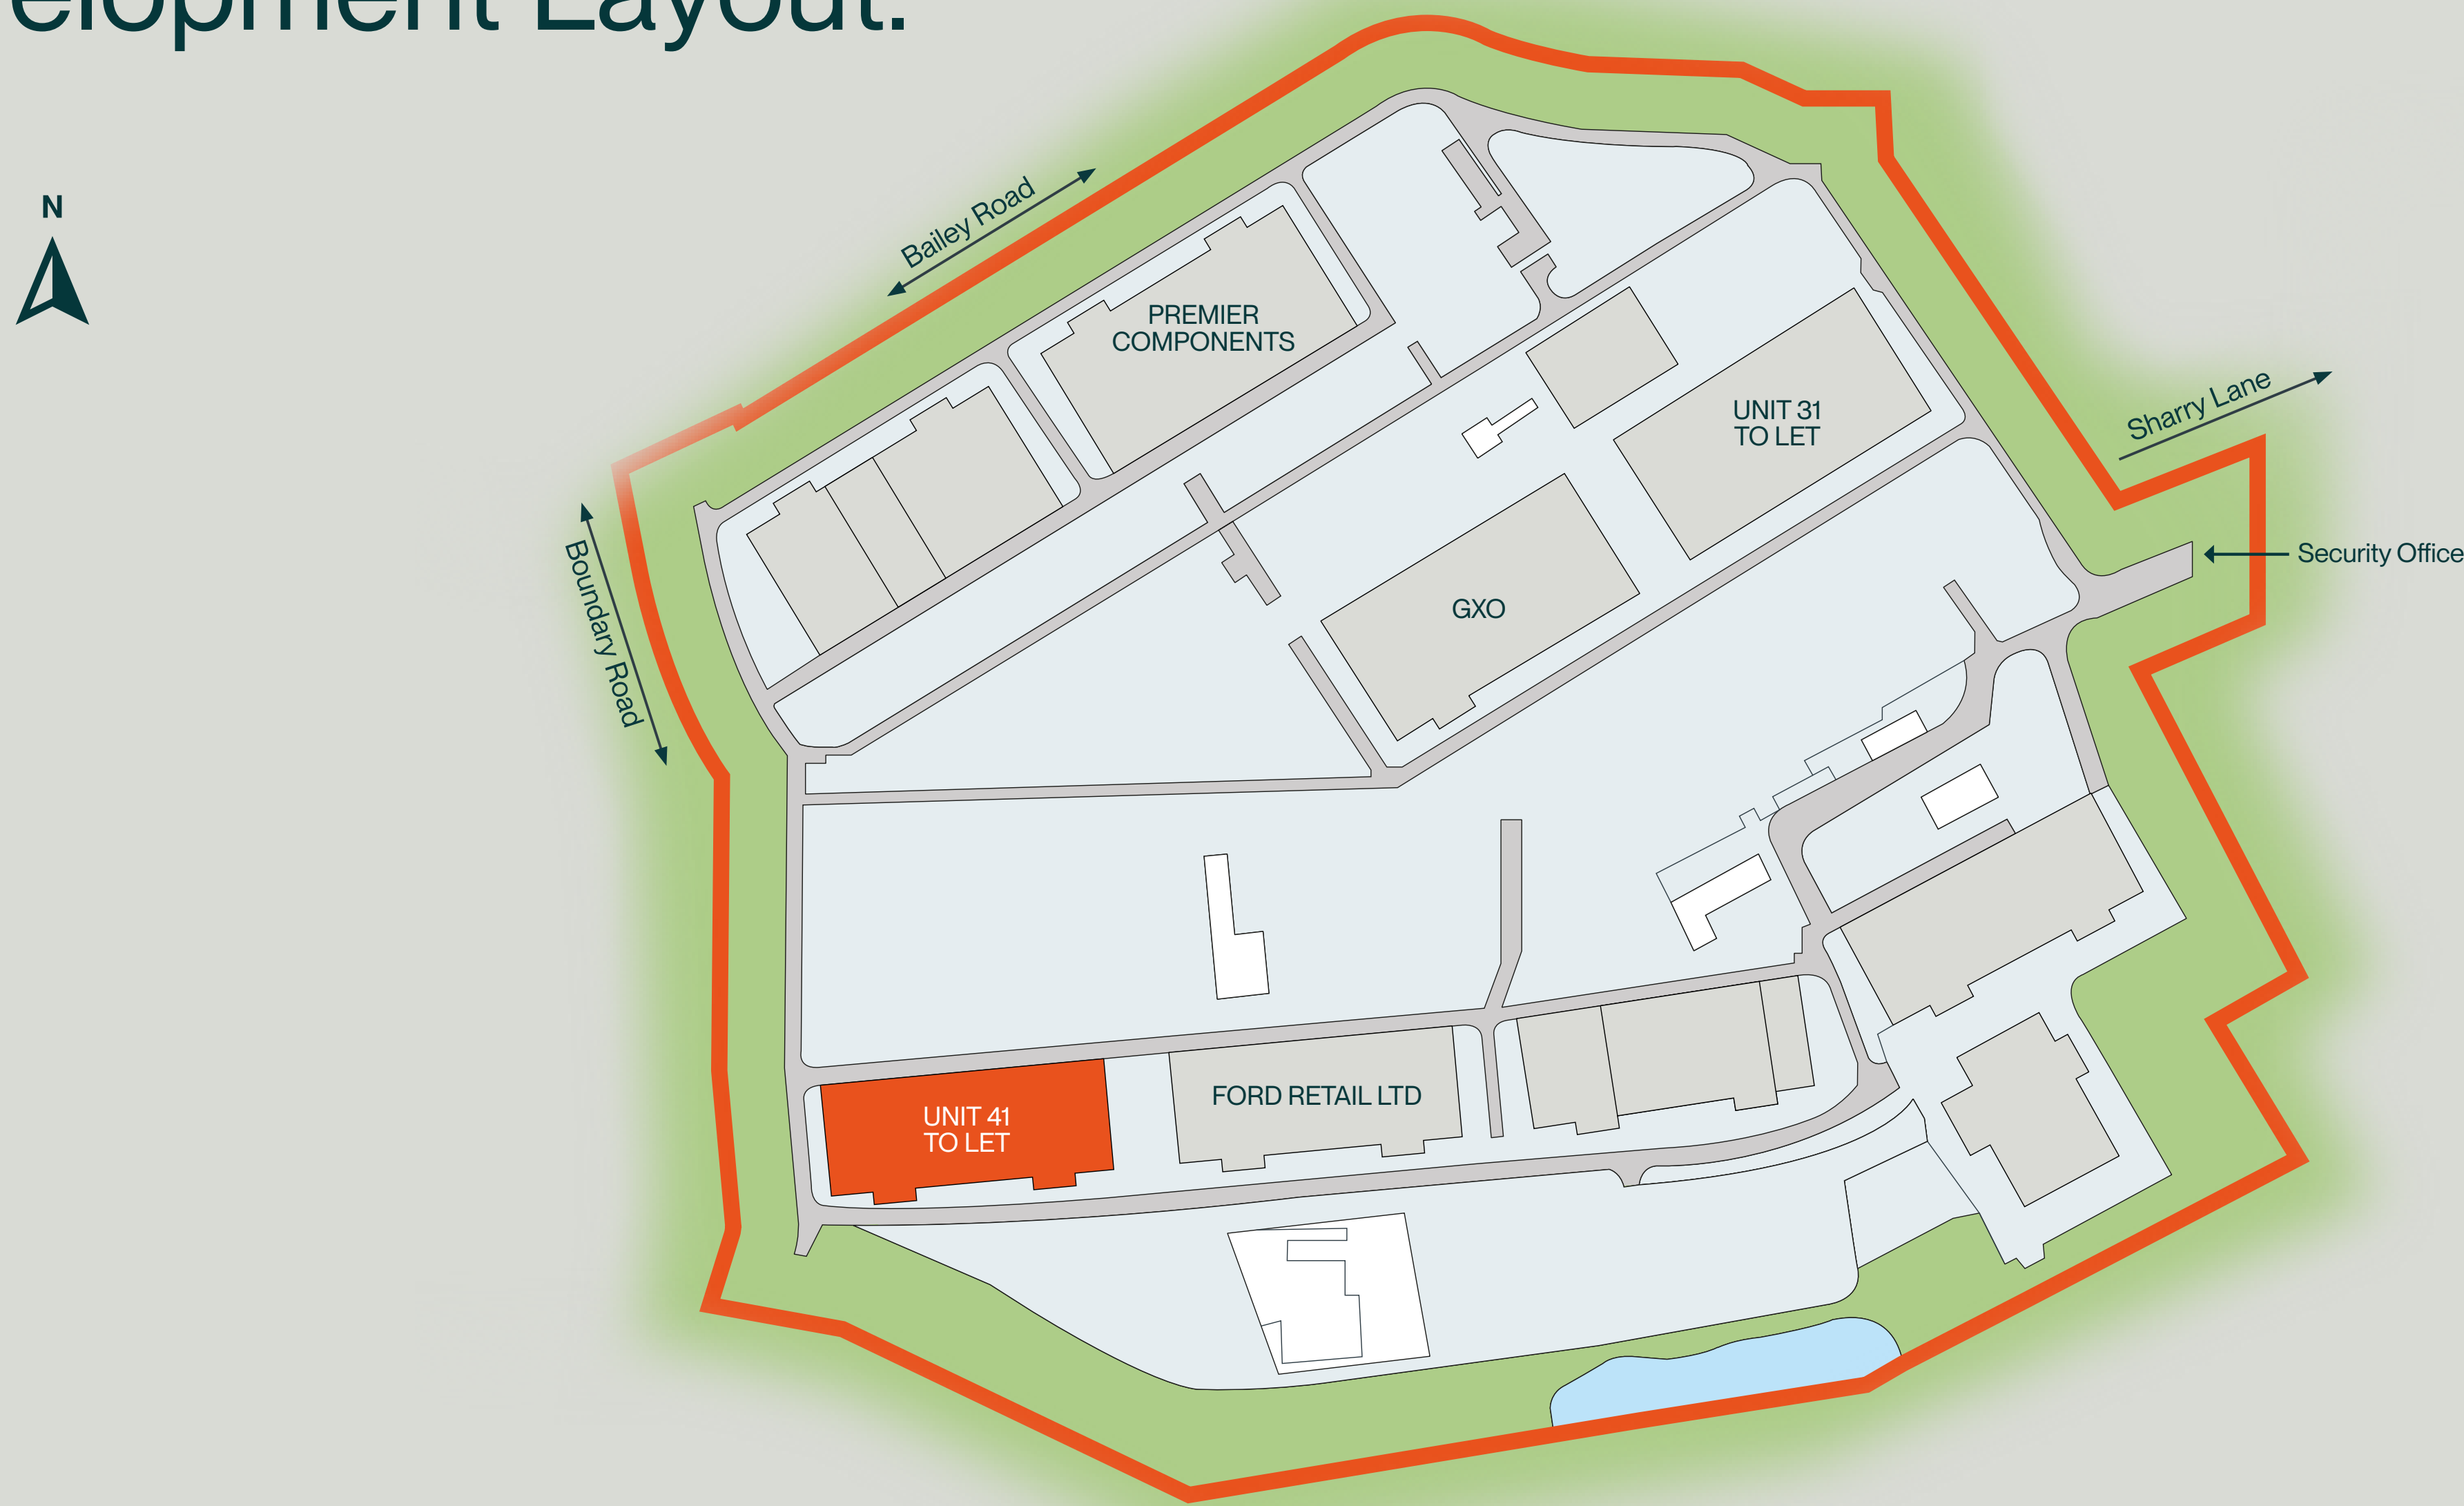 elopment Layout.
N
Bailey Road
PREMIER
COMPONENTS
Sharry Lane
UNIT 31
TO LET
Security Office
Boundary Road
GXO
FORD RETAIL LTD
UNIT 41
TO LET